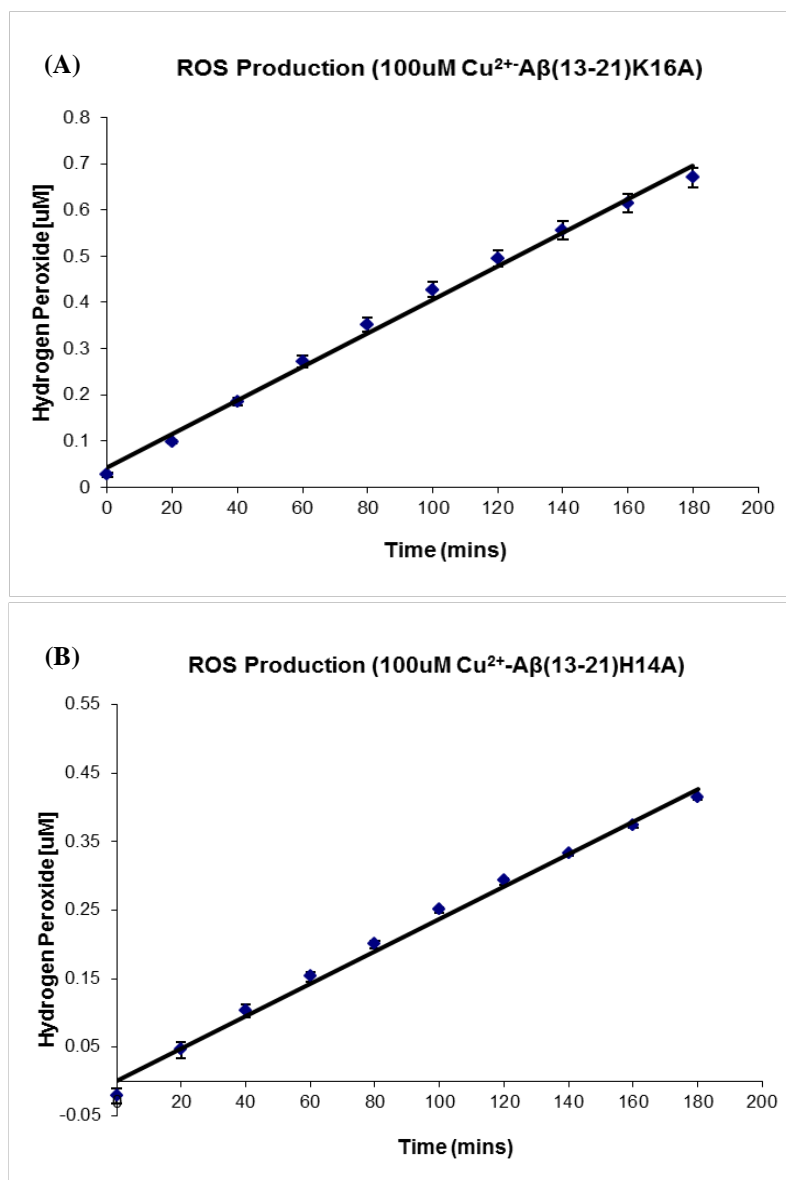 (A)
ROS Production (100uM Cu²⁺⁻Aβ(13-21)K16A)
0.8
0.7
0.6
0.5
0.4
0.3
0.2
0.1
0
Hydrogen Peroxide [uM]
0 20 40 60 80 100 120 140 160 180 200
Time (mins)
(B)
ROS Production (100uM Cu²⁺-Aβ(13-21)H14A)
0.55
0.45
0.35
0.25
0.15
0.05
-0.05
Hydrogen Peroxide [uM]
0 20 40 60 80 100 120 140 160 180 200
Time (mins)